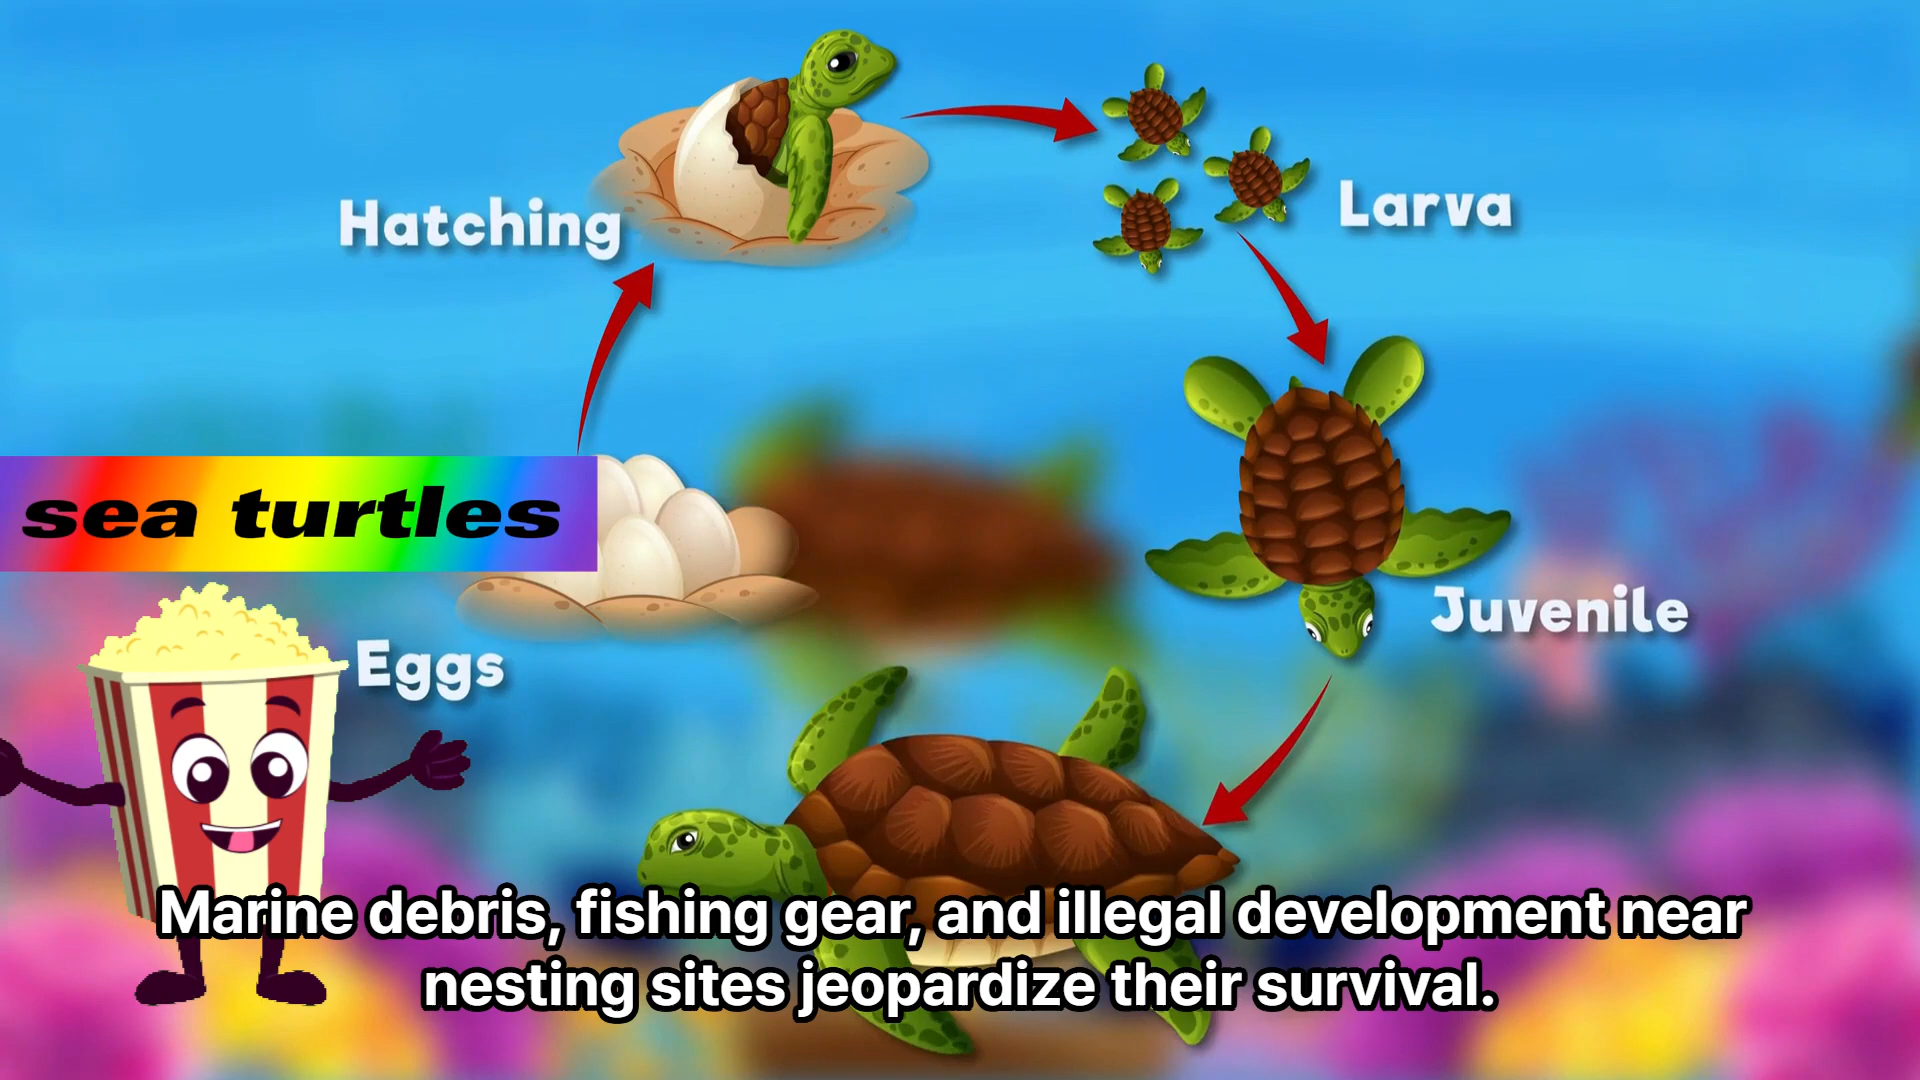 Hatching
Larva
sea turtles
Juvenile
Eggs
Marine debris, fishing gear, and illegal development near
nesting sites jeopardize their survival.